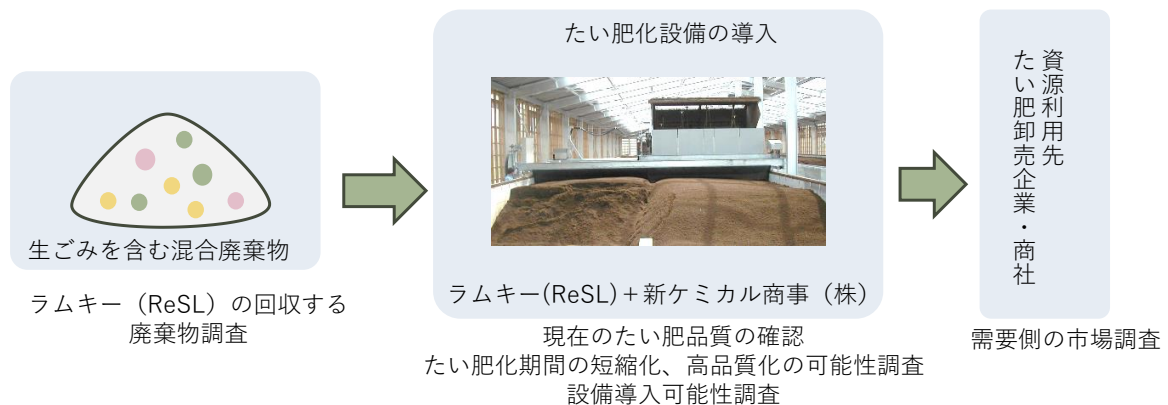 生ごみを含む混合廃棄物
ラムキー（ReSL）の回収する
廃棄物調査
たい肥化設備の導入
ラムキー(ReSL)＋新ケミカル商事（株）
現在のたい肥品質の確認
たい肥化期間の短縮化、高品質化の可能性調査
設備導入可能性調査
資源利用先
たい肥卸売企業・商社
需要側の市場調査